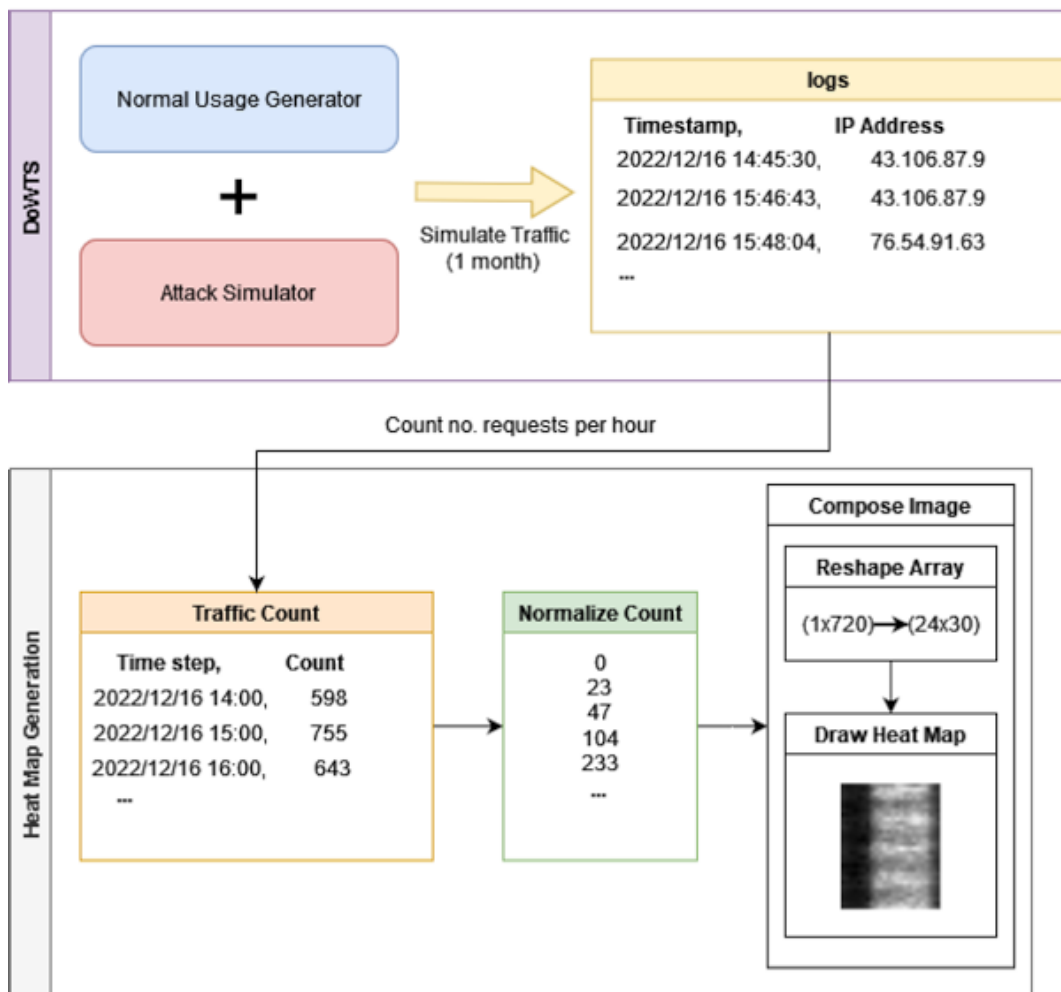 DoWTS
Normal Usage Generator
+
Attack Simulator
Simulate Traffic
(1 month)
logs
Timestamp, IP Address
2022/12/16 14:45:30, 43.106.87.9
2022/12/16 15:46:43, 43.106.87.9
2022/12/16 15:48:04, 76.54.91.63
...
Count no. requests per hour
Heat Map Generation
Traffic Count
Time step, Count
2022/12/16 14:00, 598
2022/12/16 15:00, 755
2022/12/16 16:00, 643
...
Normalize Count
0
23
47
104
233
...
Compose Image
Reshape Array
(1x720)→(24x30)
Draw Heat Map